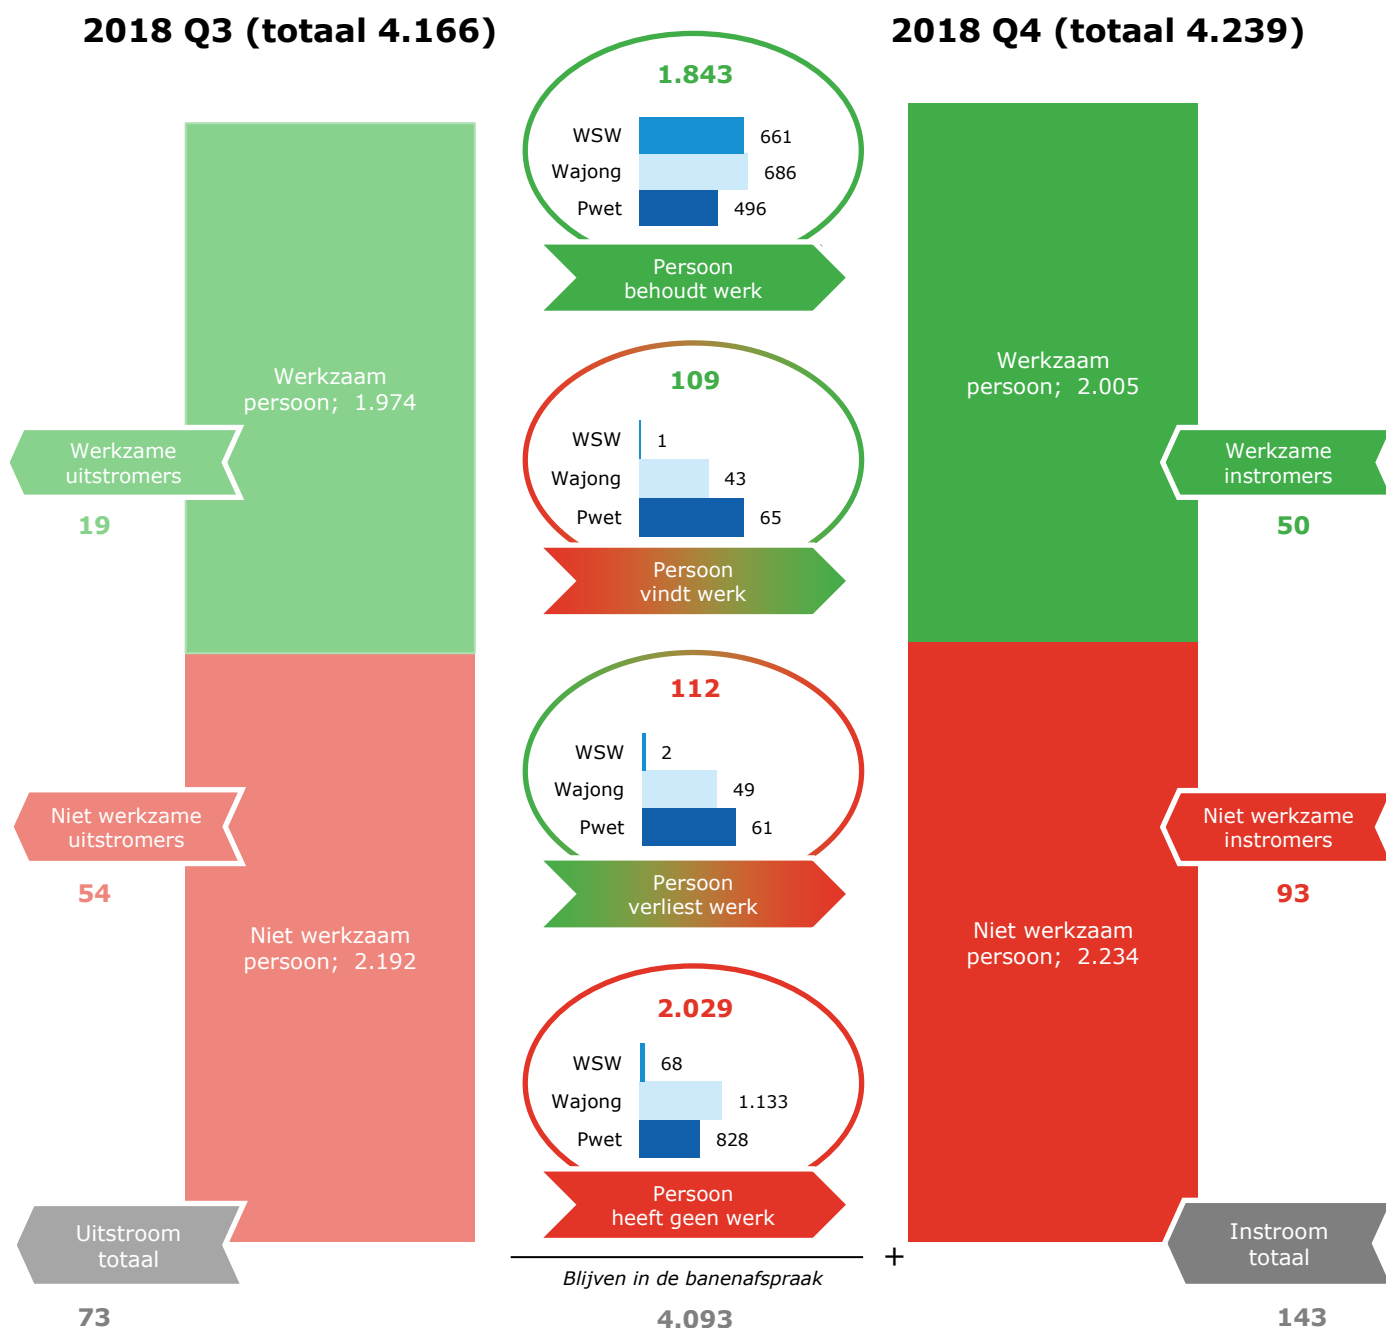 2018 Q3 (totaal 4.166)
2018 Q4 (totaal 4.239)
Werkzaam
persoon; 1.974
Werkzame
uitstromers
19
Niet werkzame
uitstromers
54
Niet werkzaam
persoon; 2.192
Uitstroom
totaal
73
1.843
WSW 661
Wajong 686
Pwet 496
Persoon
behoudt werk
109
WSW 1
Wajong 43
Pwet 65
Persoon
vindt werk
112
WSW 2
Wajong 49
Pwet 61
Persoon
verliest werk
2.029
WSW 68
Wajong 1.133
Pwet 828
Persoon
heeft geen werk
+
Blijven in de banenafspraak
4.093
Werkzaam
persoon; 2.005
Werkzame
instromers
50
Niet werkzame
instromers
93
Niet werkzaam
persoon; 2.234
Instroom
totaal
143